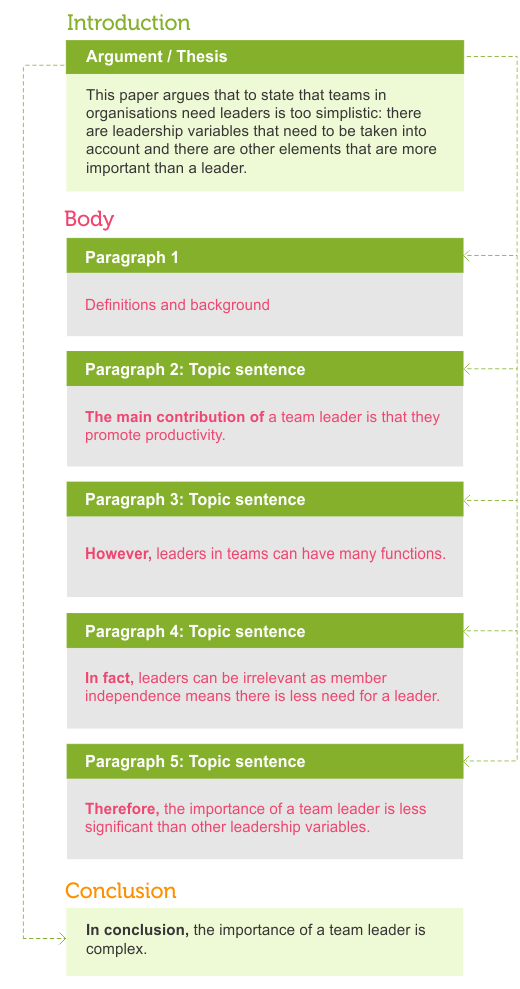 Introduction
Argument / Thesis
This paper argues that to state that teams in
organisations need leaders is too simplistic: there
are leadership variables that need to be taken into
account and there are other elements that are more
important than a leader.
Body
Paragraph 1
Definitions and background
Paragraph 2: Topic sentence
The main contribution of a team leader is that they
promote productivity.
Paragraph 3: Topic sentence
However, leaders in teams can have many functions.
Paragraph 4: Topic sentence
In fact, leaders can be irrelevant as member
independence means there is less need for a leader.
Paragraph 5: Topic sentence
Therefore, the importance of a team leader is less
significant than other leadership variables.
Conclusion
In conclusion, the importance of a team leader is
complex.